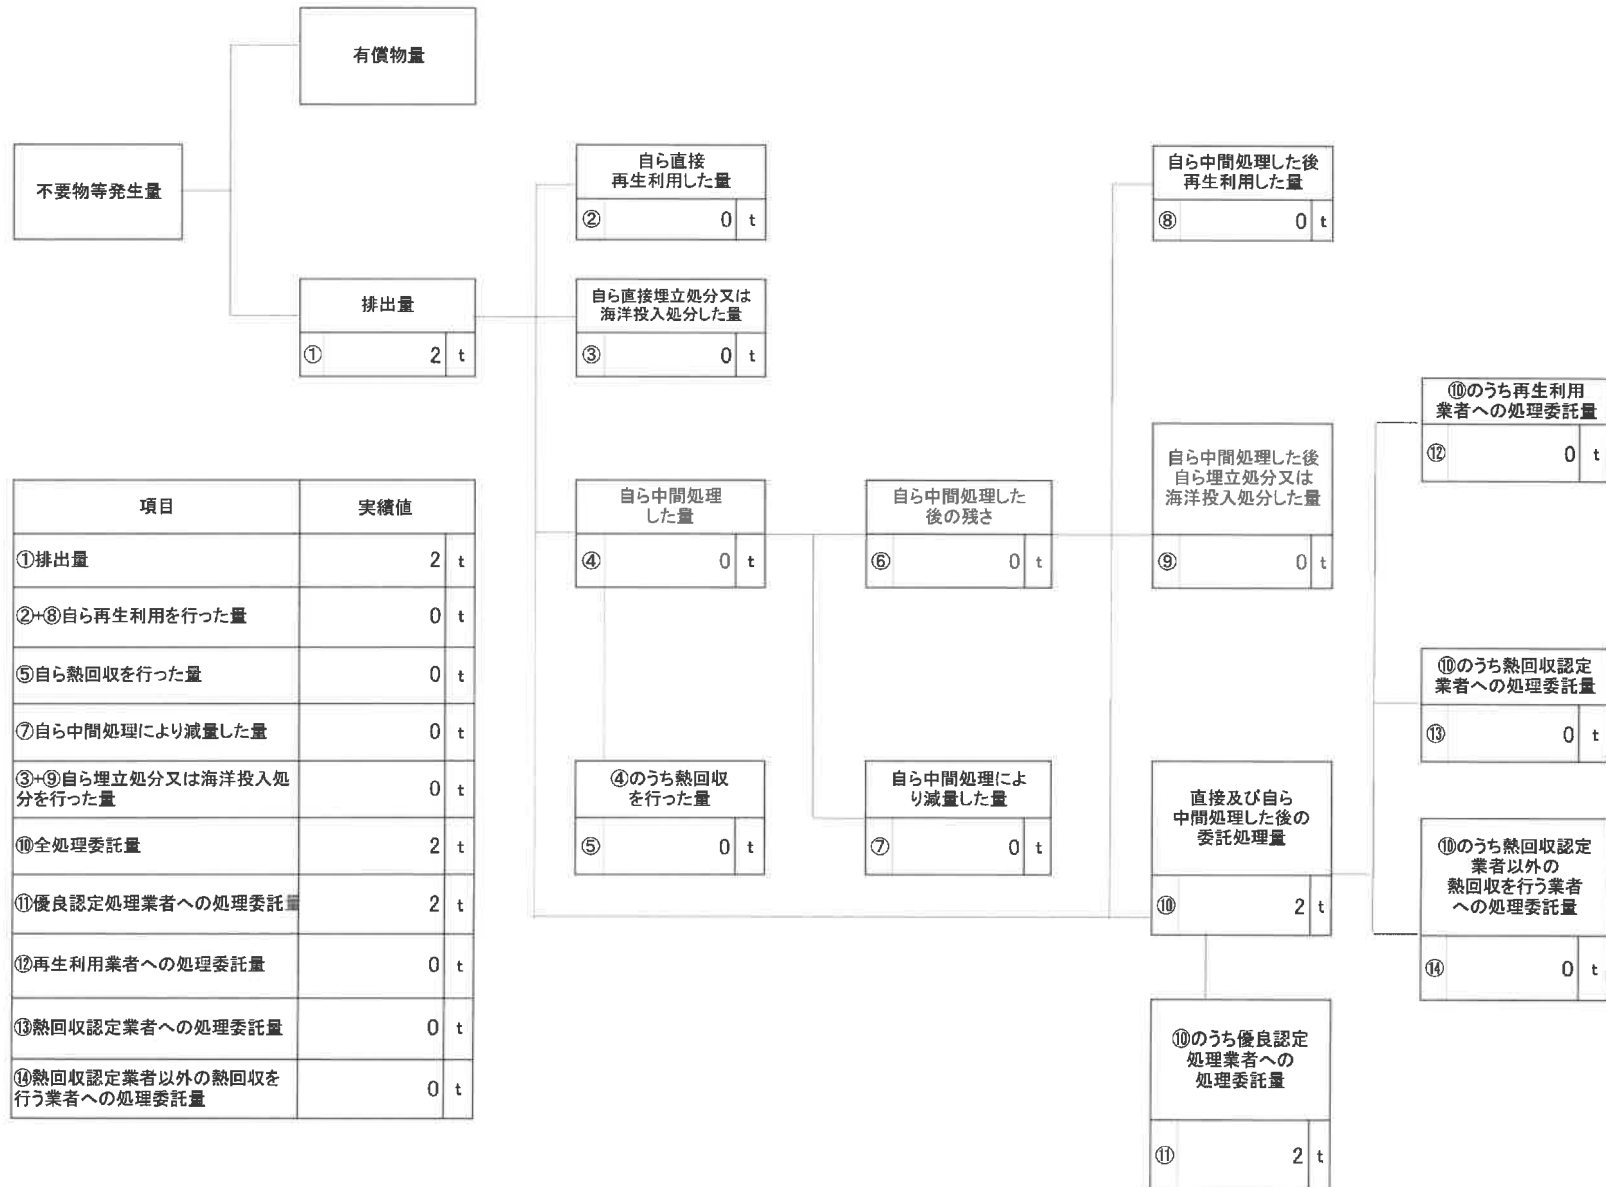 有償物量
不要物等発生量
排出量
① 2 t
自ら直接
再生利用した量
② 0 t
自ら直接埋立処分又は
海洋投入処分した量
③ 0 t
自ら中間処理
した量
④ 0 t
④のうち熱回収
を行った量
⑤ 0 t
自ら中間処理した
後の残さ
⑥ 0 t
自ら中間処理によ
り減量した量
⑦ 0 t
自ら中間処理した後
再生利用した量
⑧ 0 t
自ら中間処理した後
自ら埋立処分又は
海洋投入処分した量
⑨ 0 t
直接及び自ら
中間処理した後の
委託処理量
⑩ 2 t
⑩のうち優良認定
処理業者への
処理委託量
⑪ 2 t
⑩のうち再生利用
業者への処理委託量
⑫ 0 t
⑩のうち熱回収認定
業者への処理委託量
⑬ 0 t
⑩のうち熱回収認定
業者以外の
熱回収を行う業者
への処理委託量
⑭ 0 t
項目 実績値
①排出量 2 t
②+⑧自ら再生利用を行った量 0 t
⑤自ら熱回収を行った量 0 t
⑦自ら中間処理により減量した量 0 t
③+⑨自ら埋立処分又は海洋投入処
分を行った量 0 t
⑩全処理委託量 2 t
⑪優良認定処理業者への処理委託量 2 t
⑫再生利用業者への処理委託量 0 t
⑬熱回収認定業者への処理委託量 0 t
⑭熱回収認定業者以外の熱回収を
行う業者への処理委託量 0 t